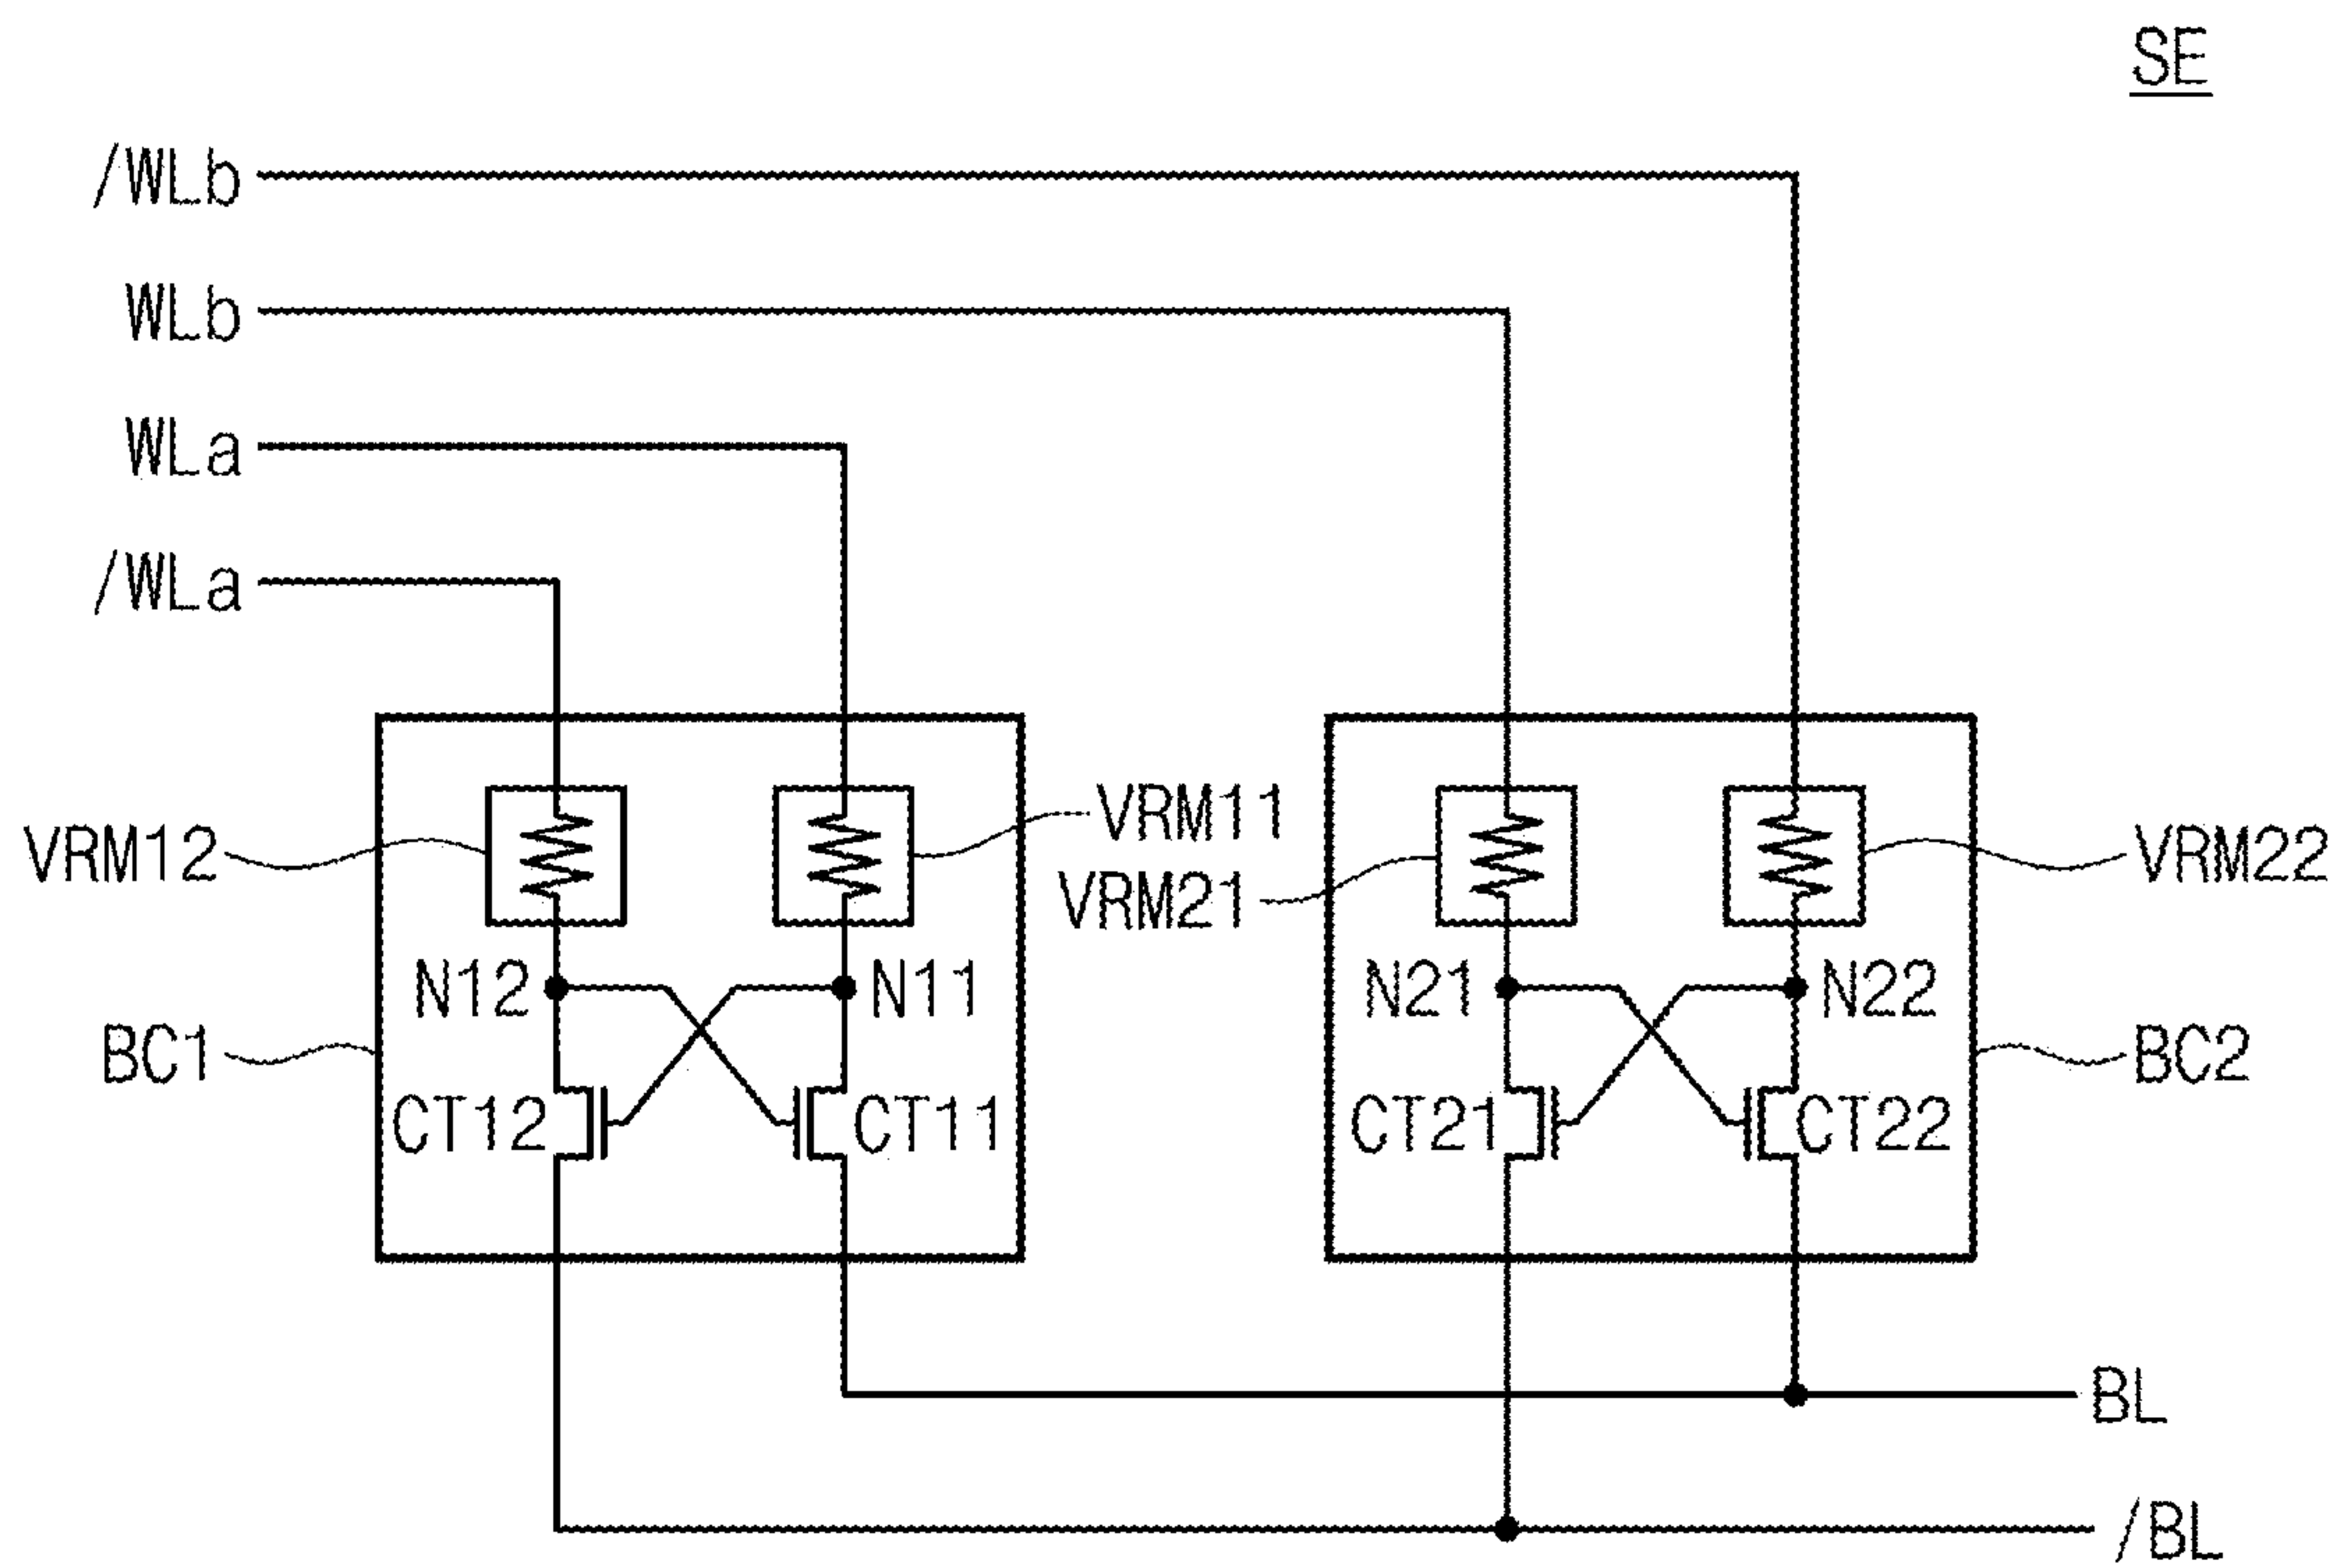 SE
/WLb
WLb
WLa
/WLa
VRM12
VRM11
VRM21
VRM22
N12
N11
N21
N22
BC1
BC2
CT12
CT11
CT21
CT22
BL
/BL